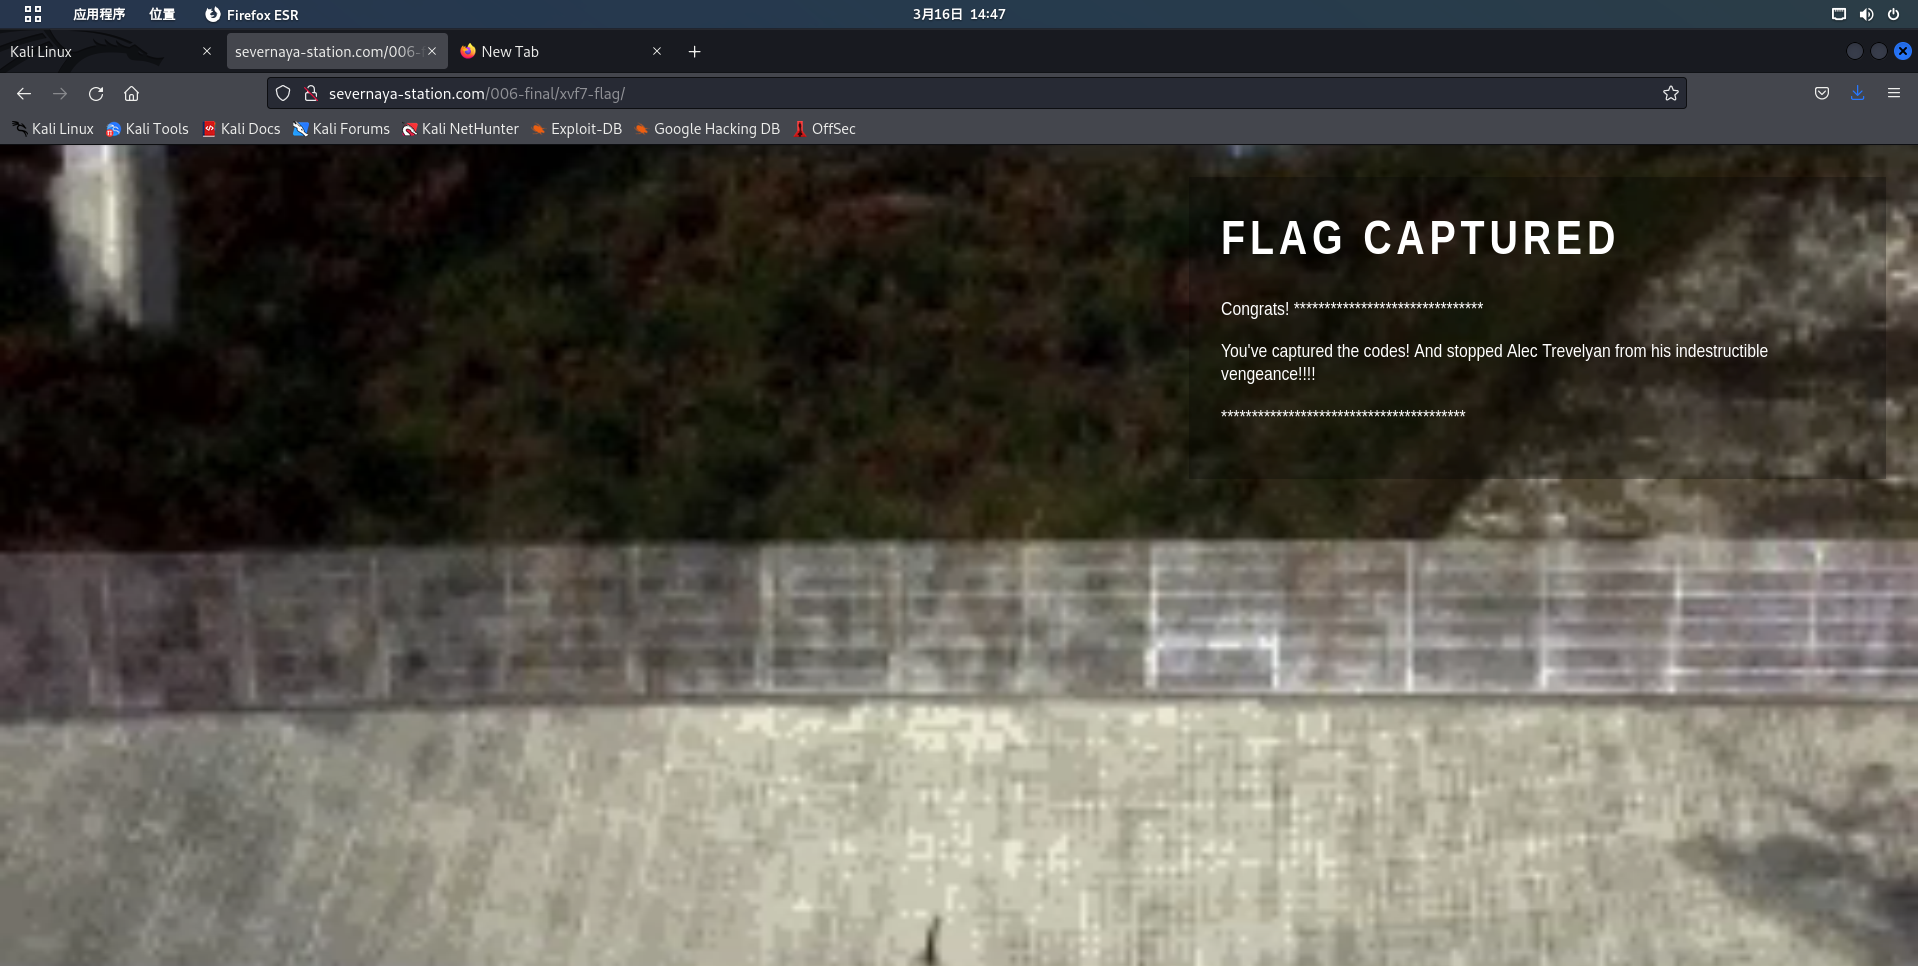 应用程序 位置 Firefox ESR 3月16日 14:47
Kali Linux severnaya-station.com/006- New Tab
severnaya-station.com/006-final/xvf7-flag/
Kali Linux Kali Tools Kali Docs Kali Forums Kali NetHunter Exploit-DB Google Hacking DB OffSec
FLAG CAPTURED
Congrats! *******************************
You've captured the codes! And stopped Alec Trevelyan from his indestructible
vengeance!!!!
****************************************